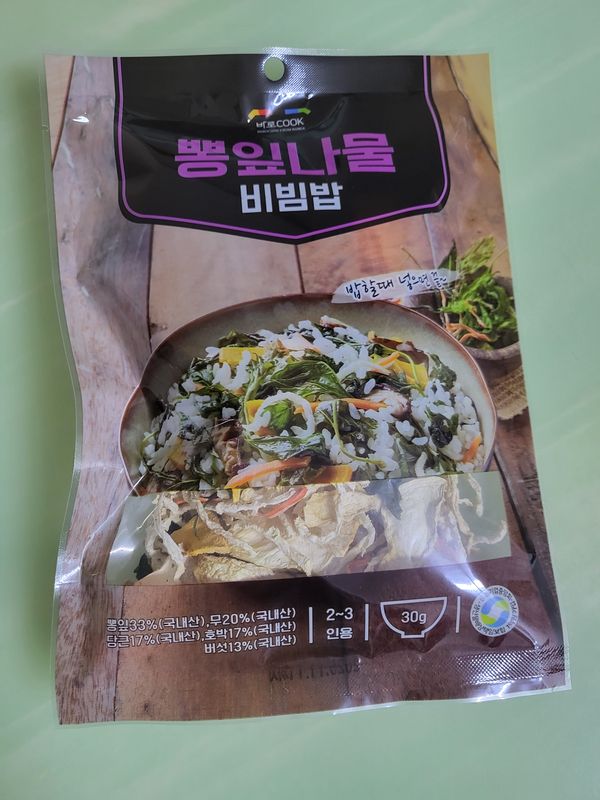 바로COOK
뽕잎나물
비빔밥
밥할때 넣으면 끝~
뽕잎33%(국내산),무20%(국내산)
당근17%(국내산),호박17%(국내산)
버섯13%(국내산)
2~3
인용
30g